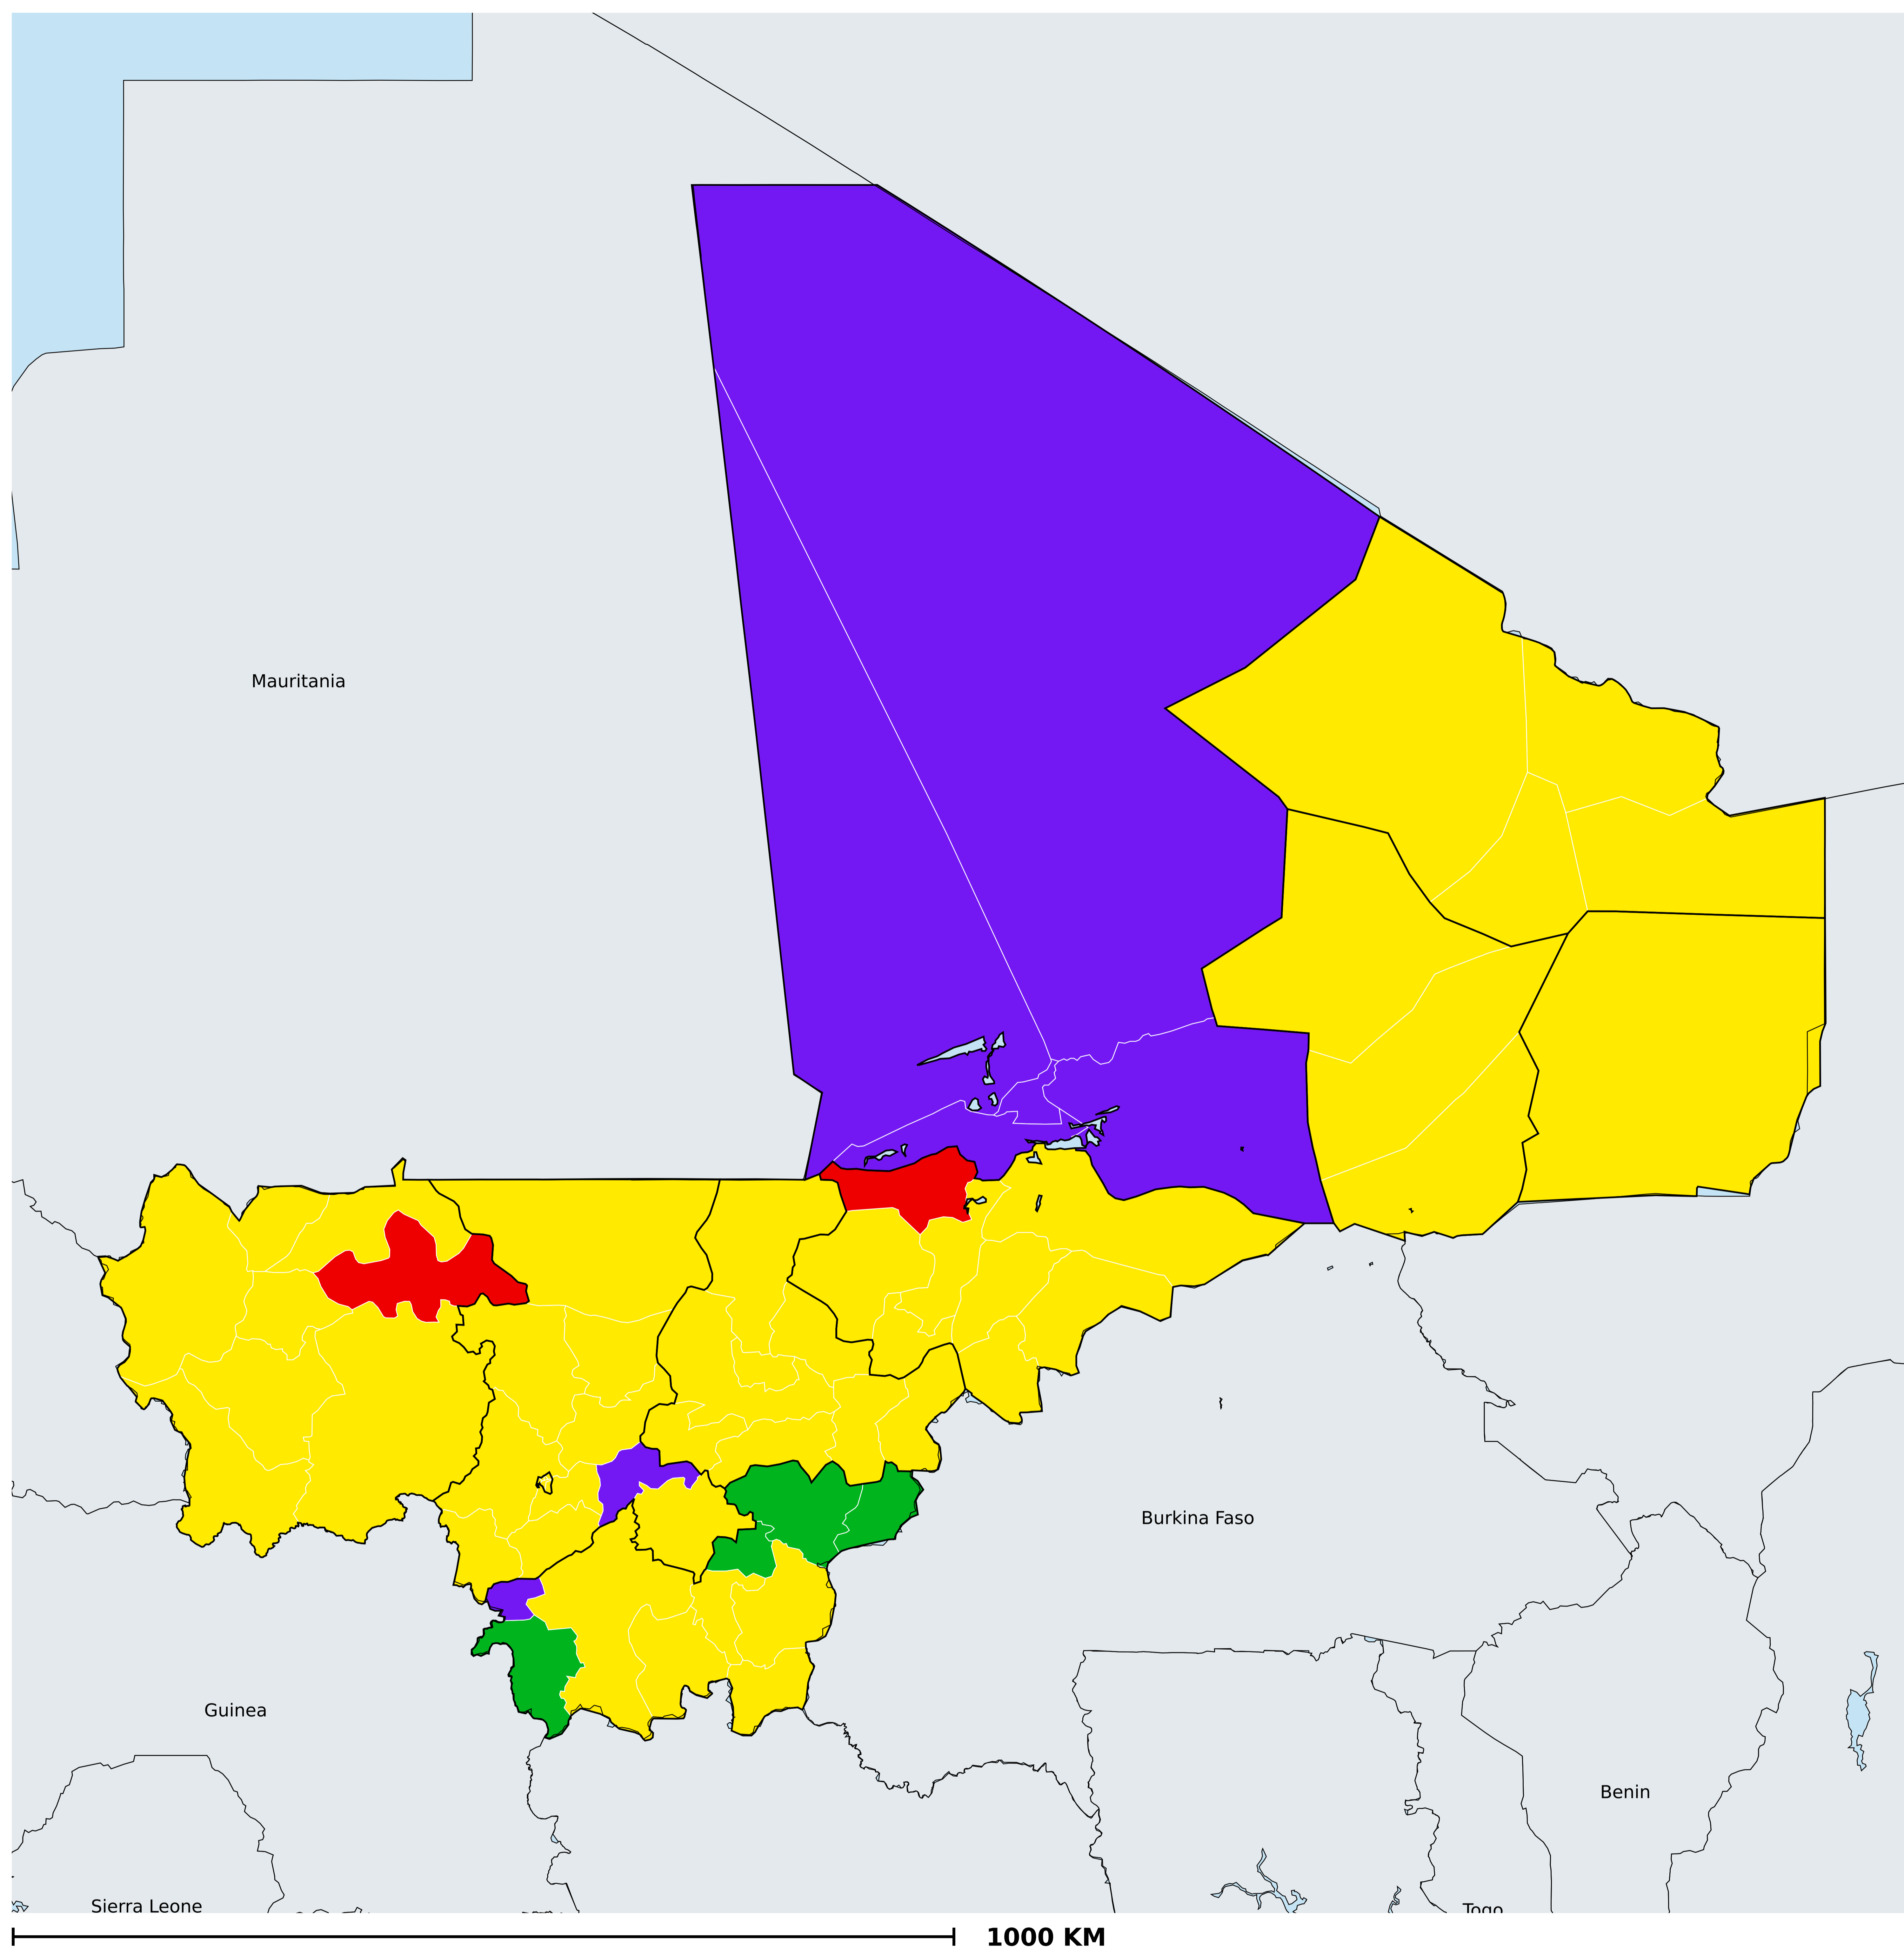 Mauritania
Burkina Faso
Guinea
Benin
Sierra Leone
Togo
1000 KM